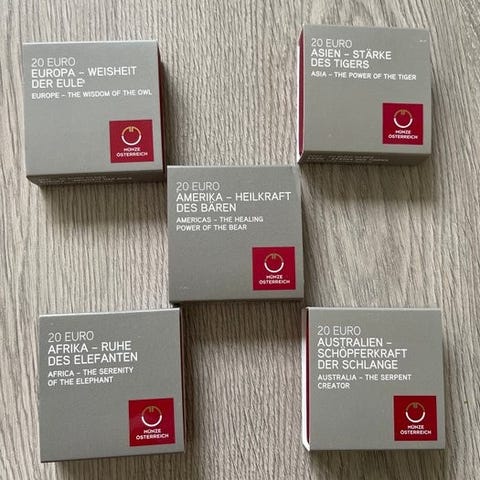 20 EURO
EUROPA – WEISHEIT
DER EULE
EUROPE – THE WISDOM OF THE OWL
MÜNZE
ÖSTERREICH
20 EURO
ASIEN – STÄRKE
DES TIGERS
ASIA – THE POWER OF THE TIGER
MÜNZE
ÖSTERREICH
20 EURO
AMERIKA – HEILKRAFT
DES BÄREN
AMERICAS – THE HEALING
POWER OF THE BEAR
MÜNZE
ÖSTERREICH
20 EURO
AFRIKA – RUHE
DES ELEFANTEN
AFRICA – THE SERENITY
OF THE ELEPHANT
MÜNZE
ÖSTERREICH
20 EURO
AUSTRALIEN –
SCHÖPFERKRAFT
DER SCHLANGE
AUSTRALIA – THE SERPENT
CREATOR
MÜNZE
ÖSTERREICH